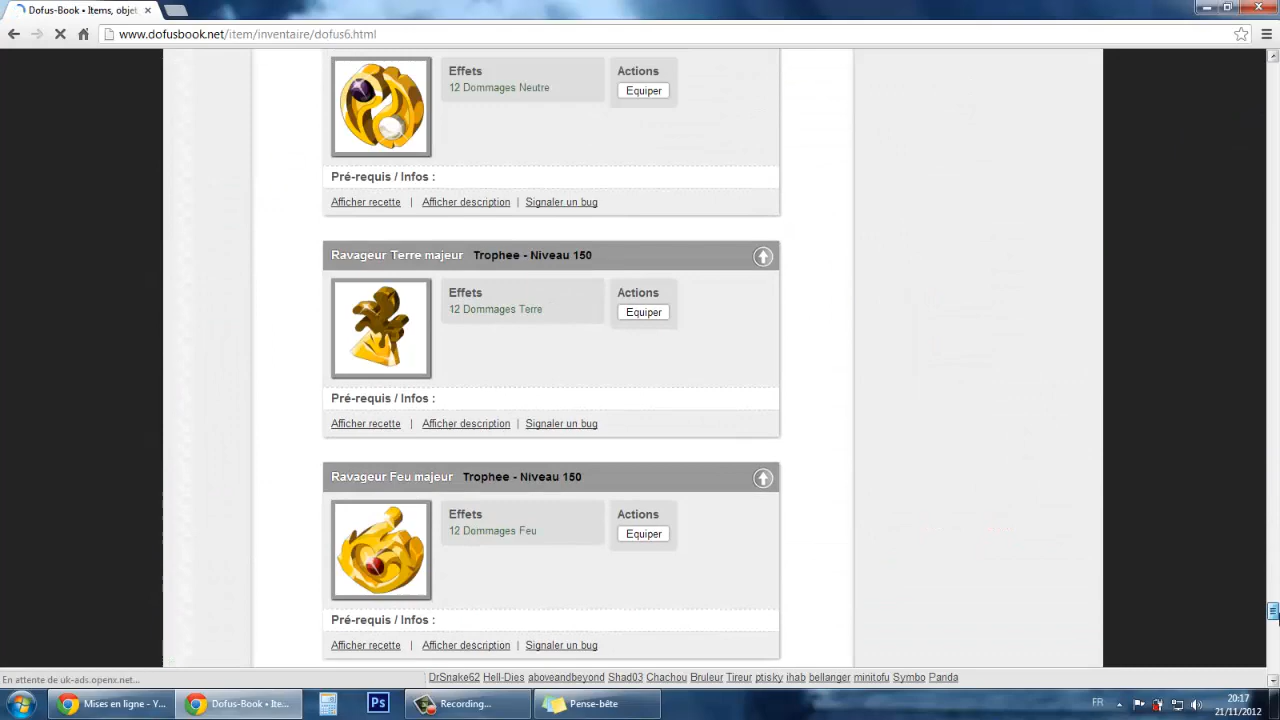 Dofus-Book • Items, objet
www.dofusbook.net/item/inventaire/dofus6.html
Effets
Actions
12 Dommages Neutre
Equiper
Pré-requis / Infos :
Afficher recette | Afficher description | Signaler un bug
Ravageur Terre majeur Trophee - Niveau 150
Effets
Actions
12 Dommages Terre
Equiper
Pré-requis / Infos :
Afficher recette | Afficher description | Signaler un bug
Ravageur Feu majeur Trophee - Niveau 150
Effets
Actions
12 Dommages Feu
Equiper
Pré-requis / Infos :
Afficher recette | Afficher description | Signaler un bug
En attente de uk-ads.openx.net...
Hell-Dies Shad03 Chachou Bruleur Tireur ptisky ihab bellanger minitofu Symbo Panda
Mises en ligne - Y...
Dofus-Book • Ite...
Ps
Recording...
Pense-bête
FR
20:17
21/11/2012